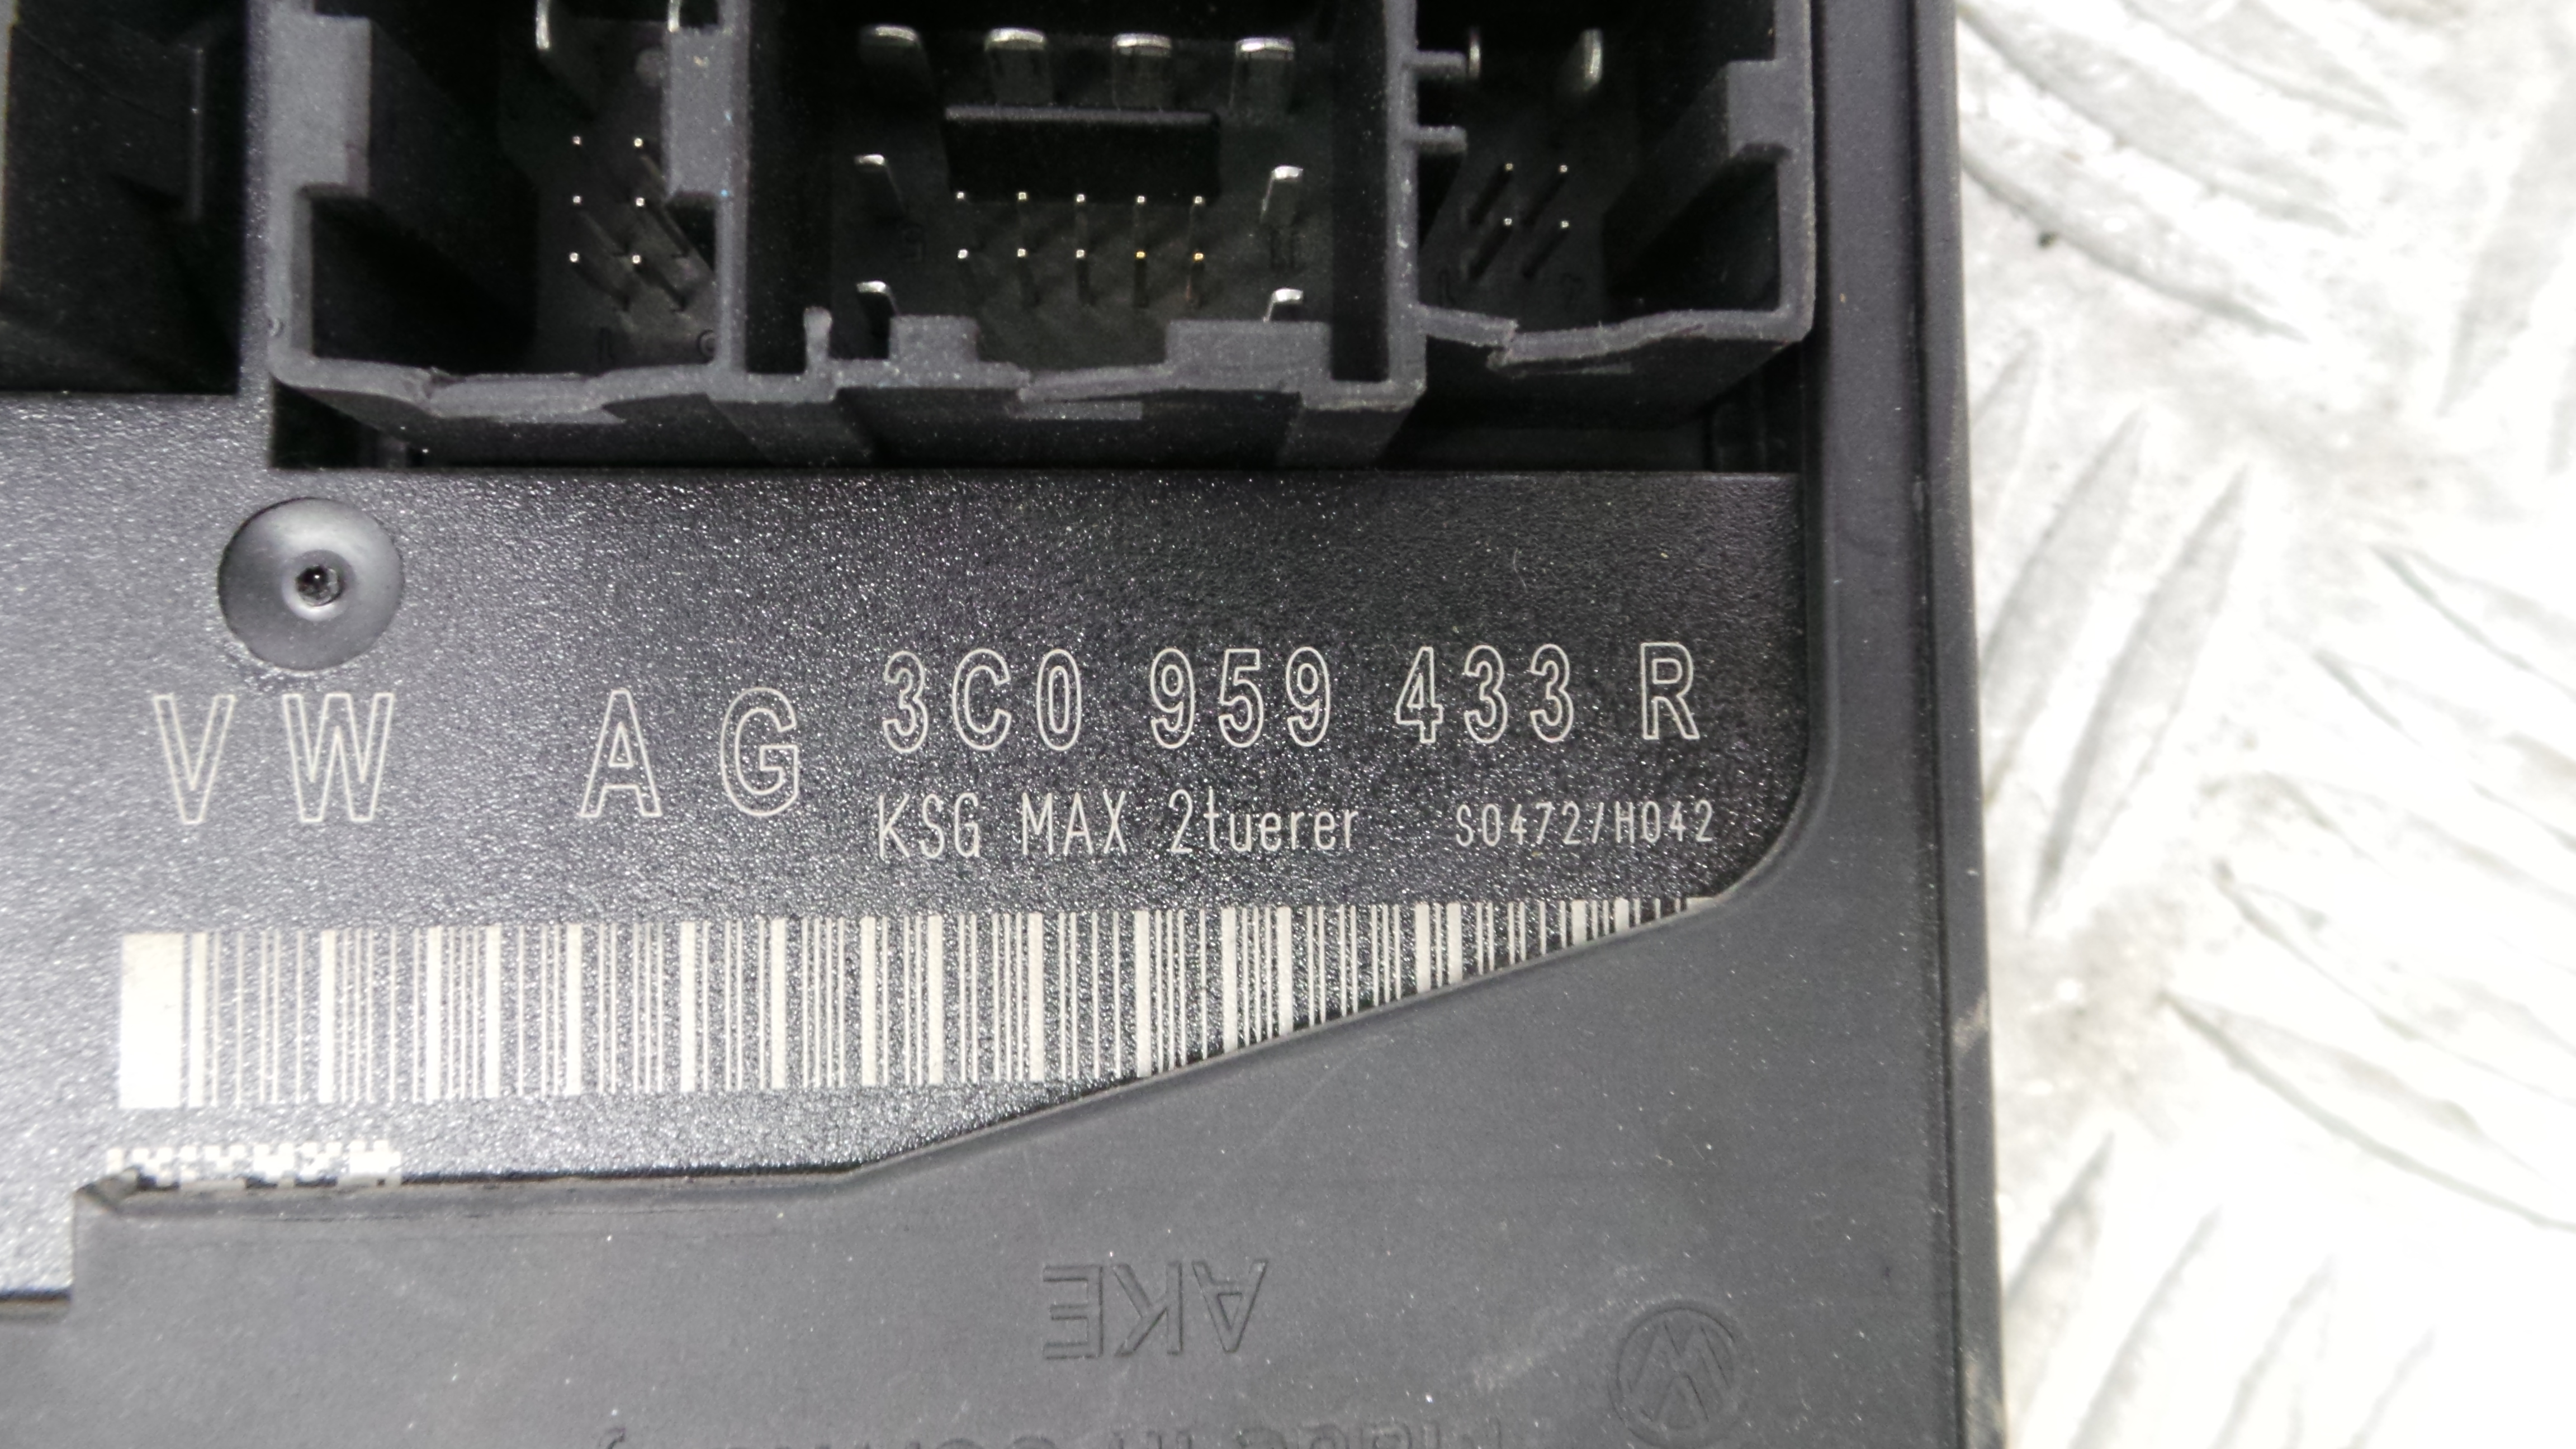 VW AG 3C0 959 433 R
KSG MAX 2tuerer S0472/H042
AKE